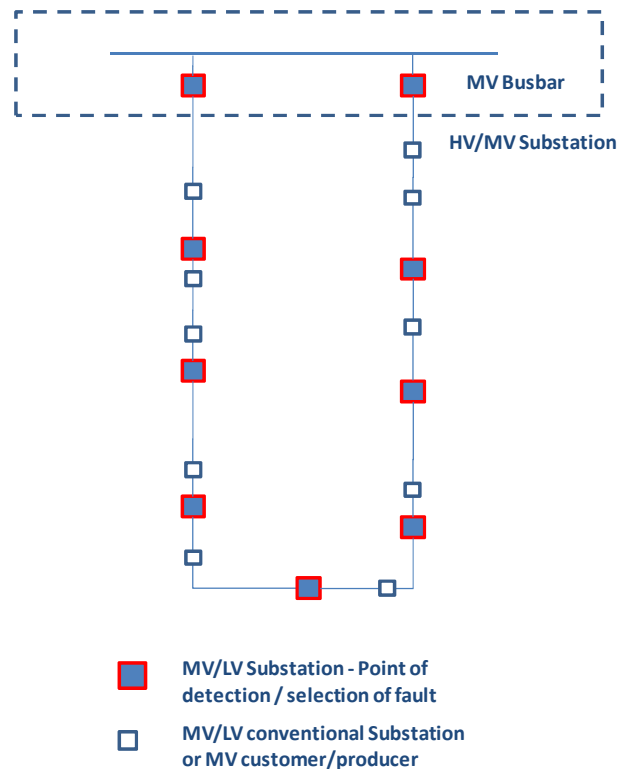 MV Busbar
HV/MV Substation
MV/LV Substation - Point of
detection / selection of fault
MV/LV conventional Substation
or MV customer/producer